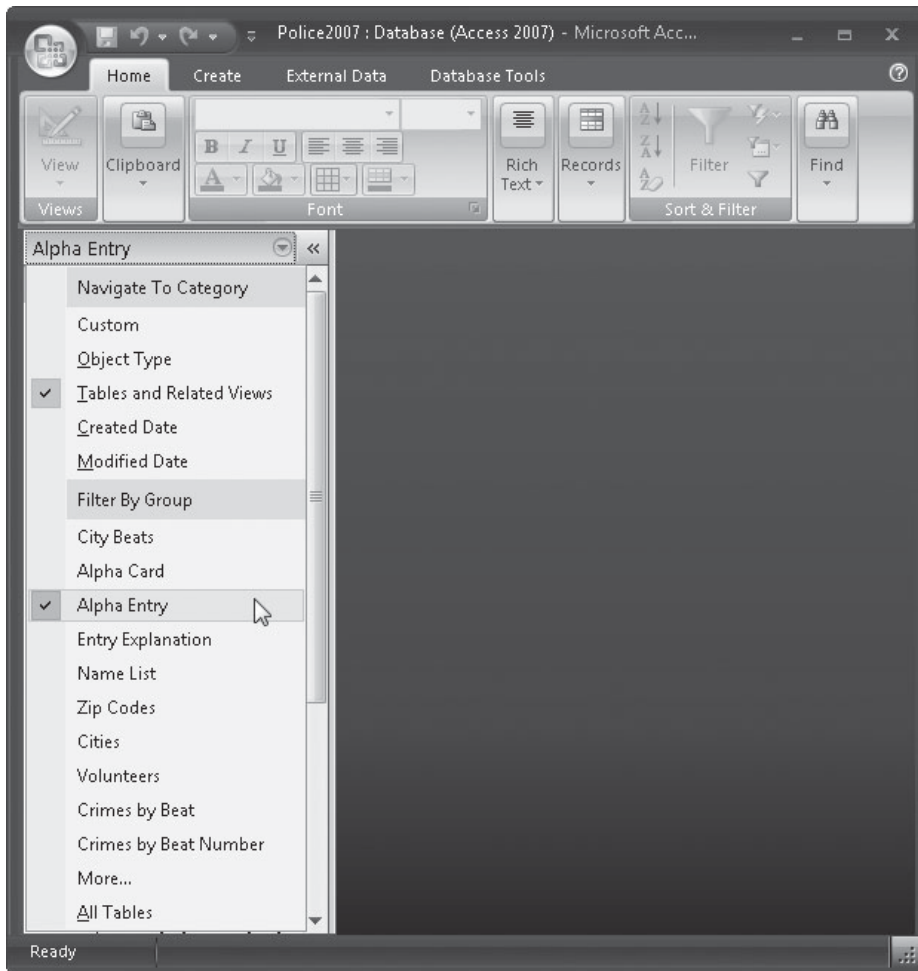 Police2007 : Database (Access 2007) - Microsoft Acc...
Home Create External Data Database Tools
View Clipboard B I U A Rich Text Records A Z Z A A Z Filter Find
Views Font Sort & Filter
Alpha Entry «
Navigate To Category
Custom
Object Type
Tables and Related Views
Created Date
Modified Date
Filter By Group
City Beats
Alpha Card
Alpha Entry
Entry Explanation
Name List
Zip Codes
Cities
Volunteers
Crimes by Beat
Crimes by Beat Number
More...
All Tables
Ready